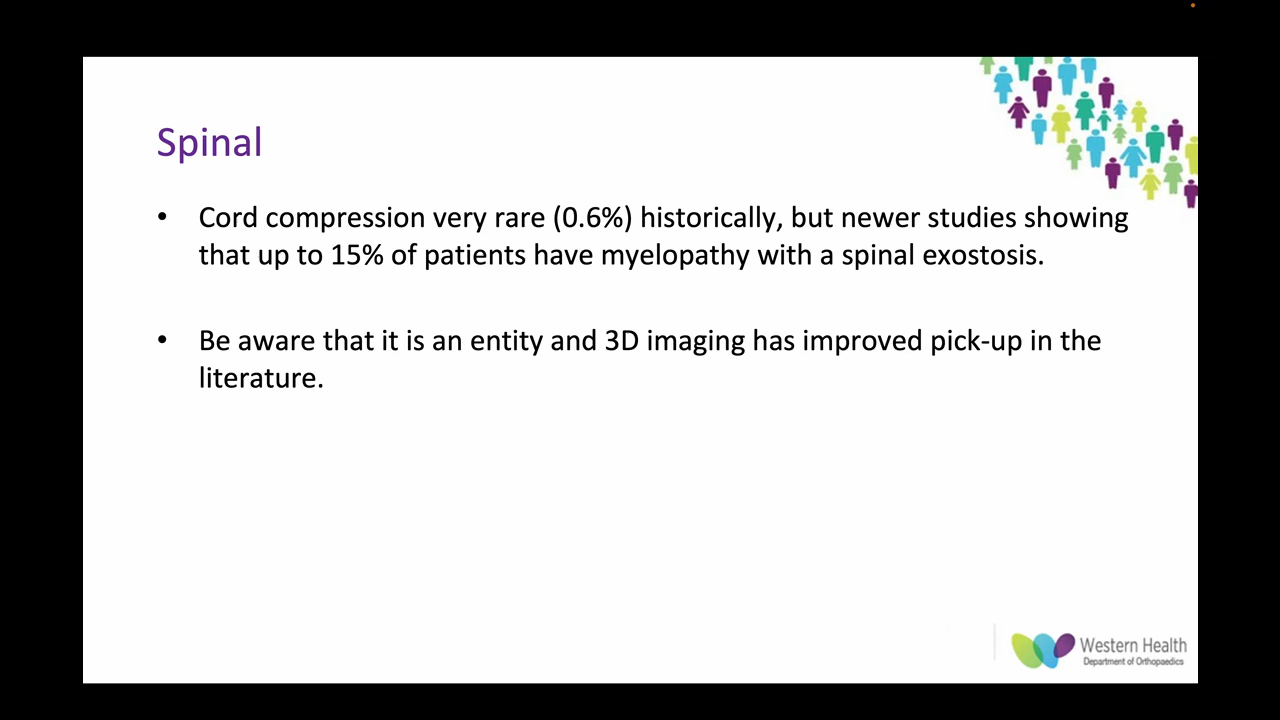 Spinal
• Cord compression very rare (0.6%) historically, but newer studies showing
that up to 15% of patients have myelopathy with a spinal exostosis.
• Be aware that it is an entity and 3D imaging has improved pick-up in the
literature.
Western Health
Department of Orthopaedics